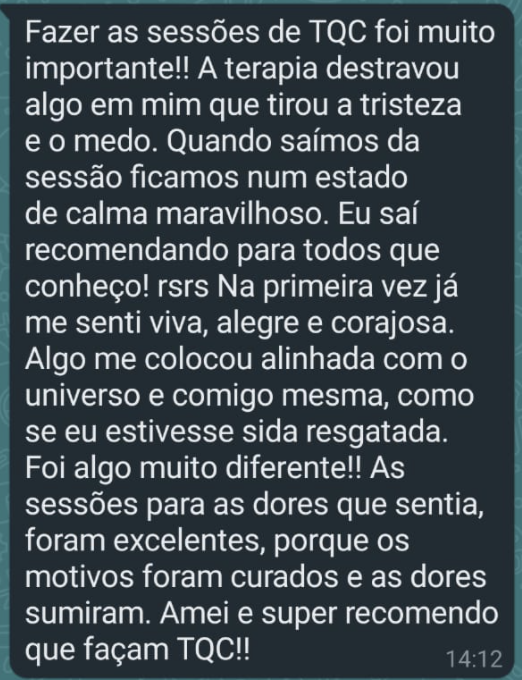 Fazer as sessões de TQC foi muito
importante!! A terapia destravou
algo em mim que tirou a tristeza
e o medo. Quando saímos da
sessão ficamos num estado
de calma maravilhoso. Eu saí
recomendando para todos que
conheço! rsrs Na primeira vez já
me senti viva, alegre e corajosa.
Algo me colocou alinhada com o
universo e comigo mesma, como
se eu estivesse sida resgatada.
Foi algo muito diferente!! As
sessões para as dores que sentia,
foram excelentes, porque os
motivos foram curados e as dores
sumiram. Amei e super recomendo
que façam TQC!!
14:12